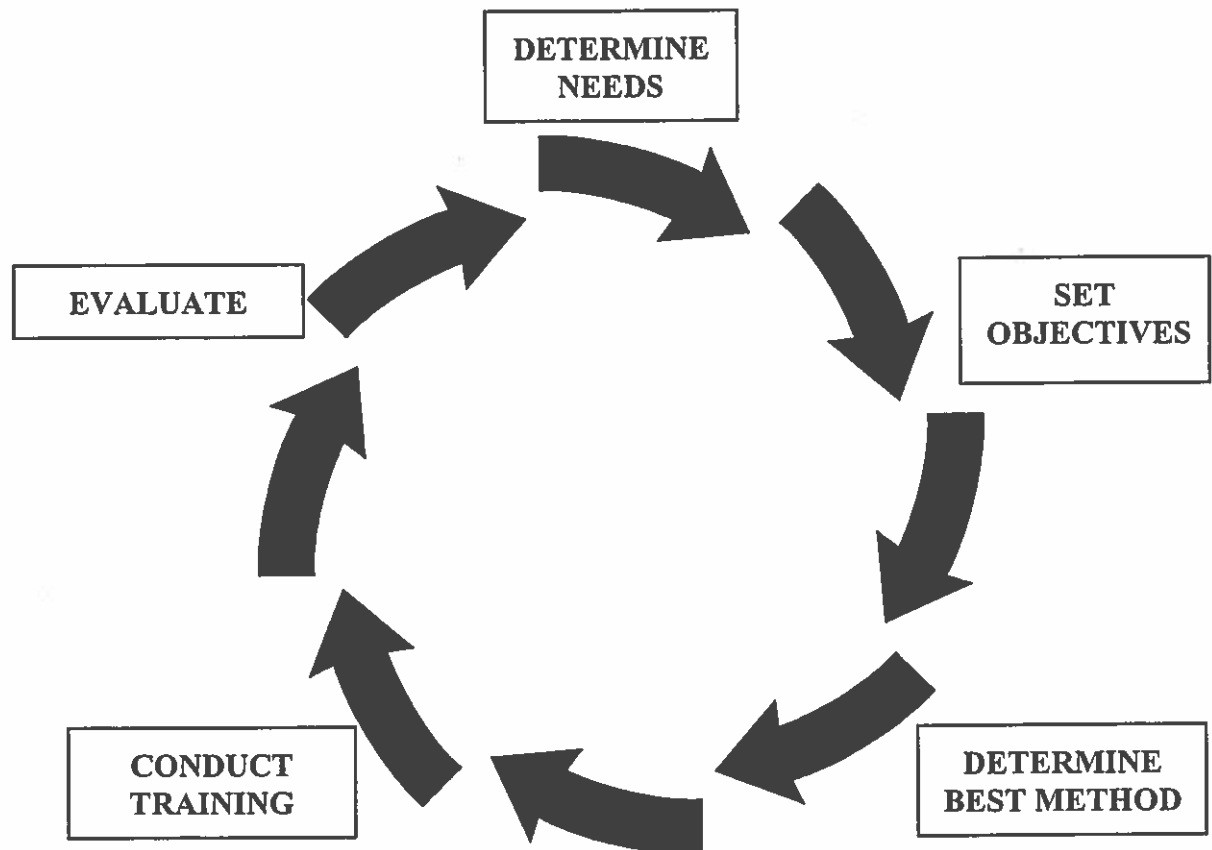 DETERMINE
NEEDS
SET
OBJECTIVES
DETERMINE
BEST METHOD
CONDUCT
TRAINING
EVALUATE